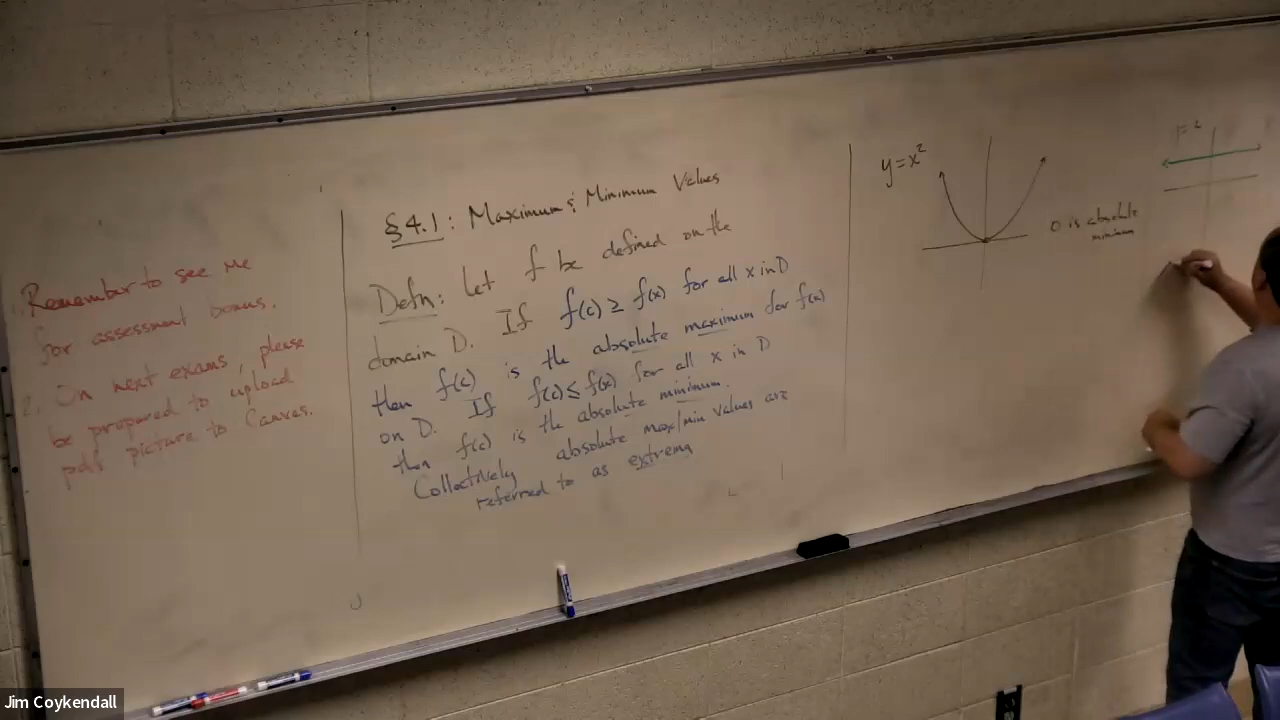 1. Remember to see me
for assessment bonus.
2. On next exams, please
be prepared to upload
pdf picture to Canvas.
§4.1: Maximum & Minimum Values
Defn: Let f be defined on the
domain D. If f(c) ≥ f(x) for all x in D
then f(c) is the absolute maximum for f(x)
on D. If f(c) ≤ f(x) for all x in D
then f(c) is the absolute minimum.
Collectively absolute max/min values are
referred to as extrema
y=x²
0 is absolute
minimum
Jim Coykendall